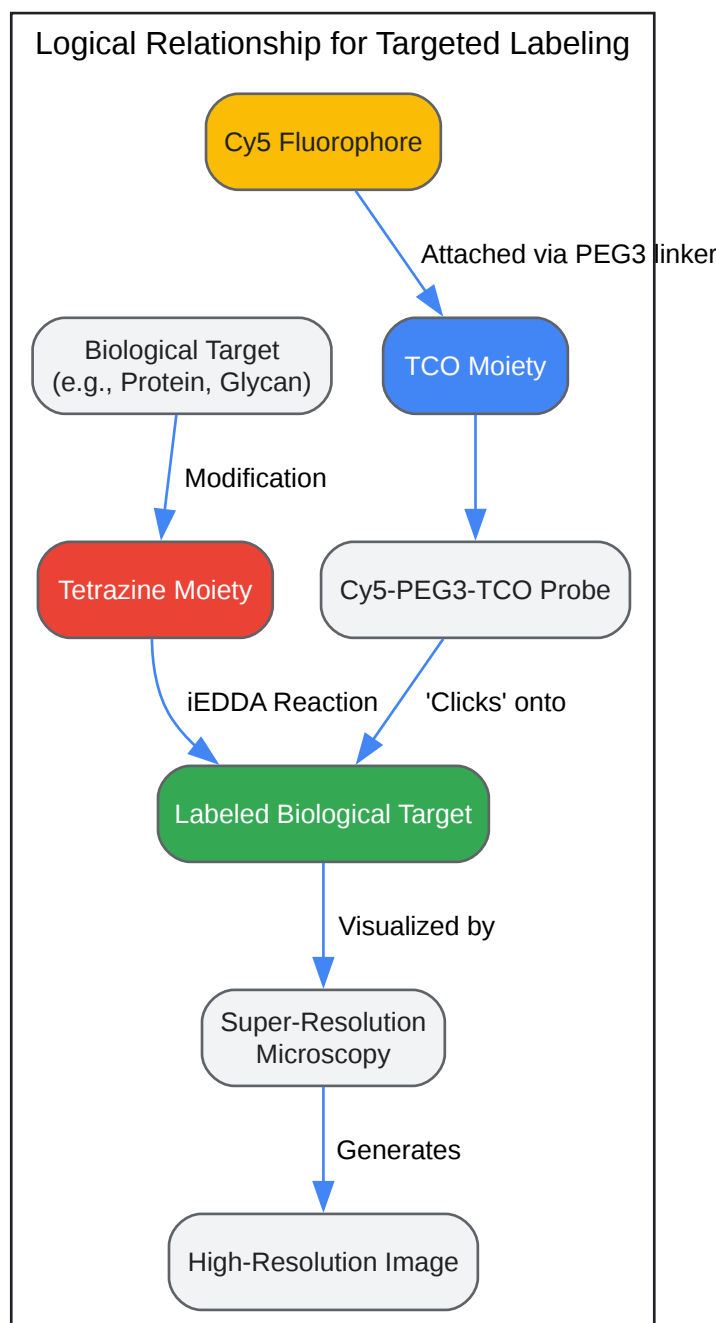 Logical Relationship for Targeted Labeling
Cy5 Fluorophore
Attached via PEG3 linker
Biological Target
(e.g., Protein, Glycan)
TCO Moiety
Modification
Tetrazine Moiety
Cy5-PEG3-TCO Probe
iEDDA Reaction
'Clicks' onto
Labeled Biological Target
Visualized by
Super-Resolution
Microscopy
Generates
High-Resolution Image